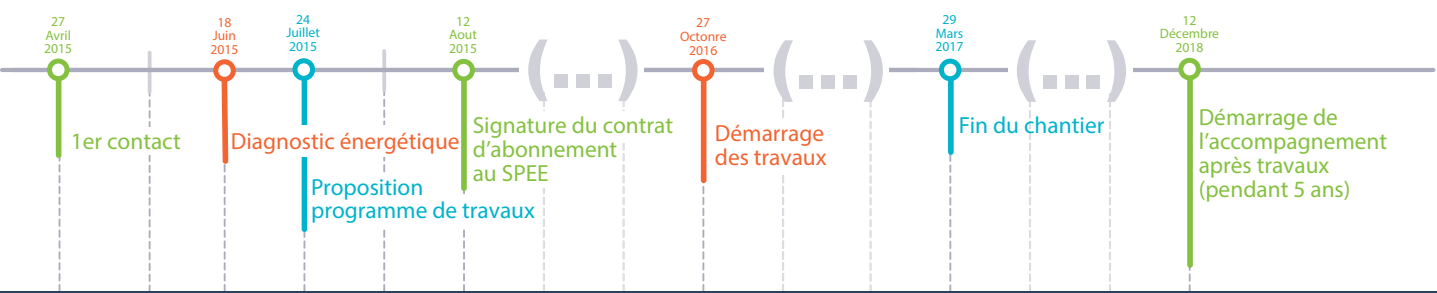 27
Avril
2015
18
Juin
2015
24
Juillet
2015
12
Aout
2015
27
Octonre
2016
29
Mars
2017
12
Décembre
2018
(...)
(...)
(...)
1er contact
Diagnostic énergétique
Proposition
programme de travaux
Signature du contrat
d'abonnement
au SPEE
Démarrage
des travaux
Fin du chantier
Démarrage de
l'accompagnement
après travaux
(pendant 5 ans)